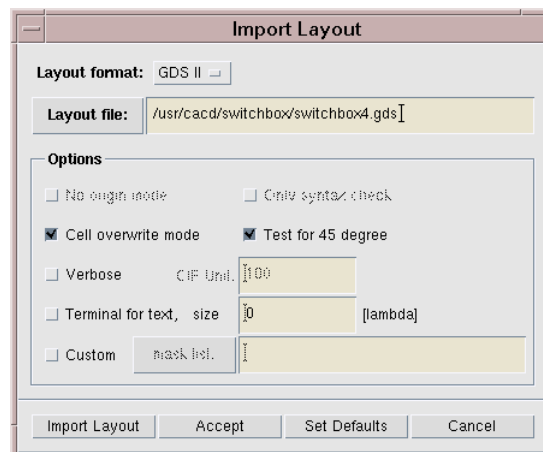 Import Layout
Layout format: GDS II
Layout file: /usr/cacd/switchbox/switchbox4.gds
Options
No origin mode Only syntax check
Cell overwrite mode Test for 45 degree
Verbose CIF Unit. 100
Terminal for text, size 0 [lambda]
Custom mask list.
Import Layout Accept Set Defaults Cancel